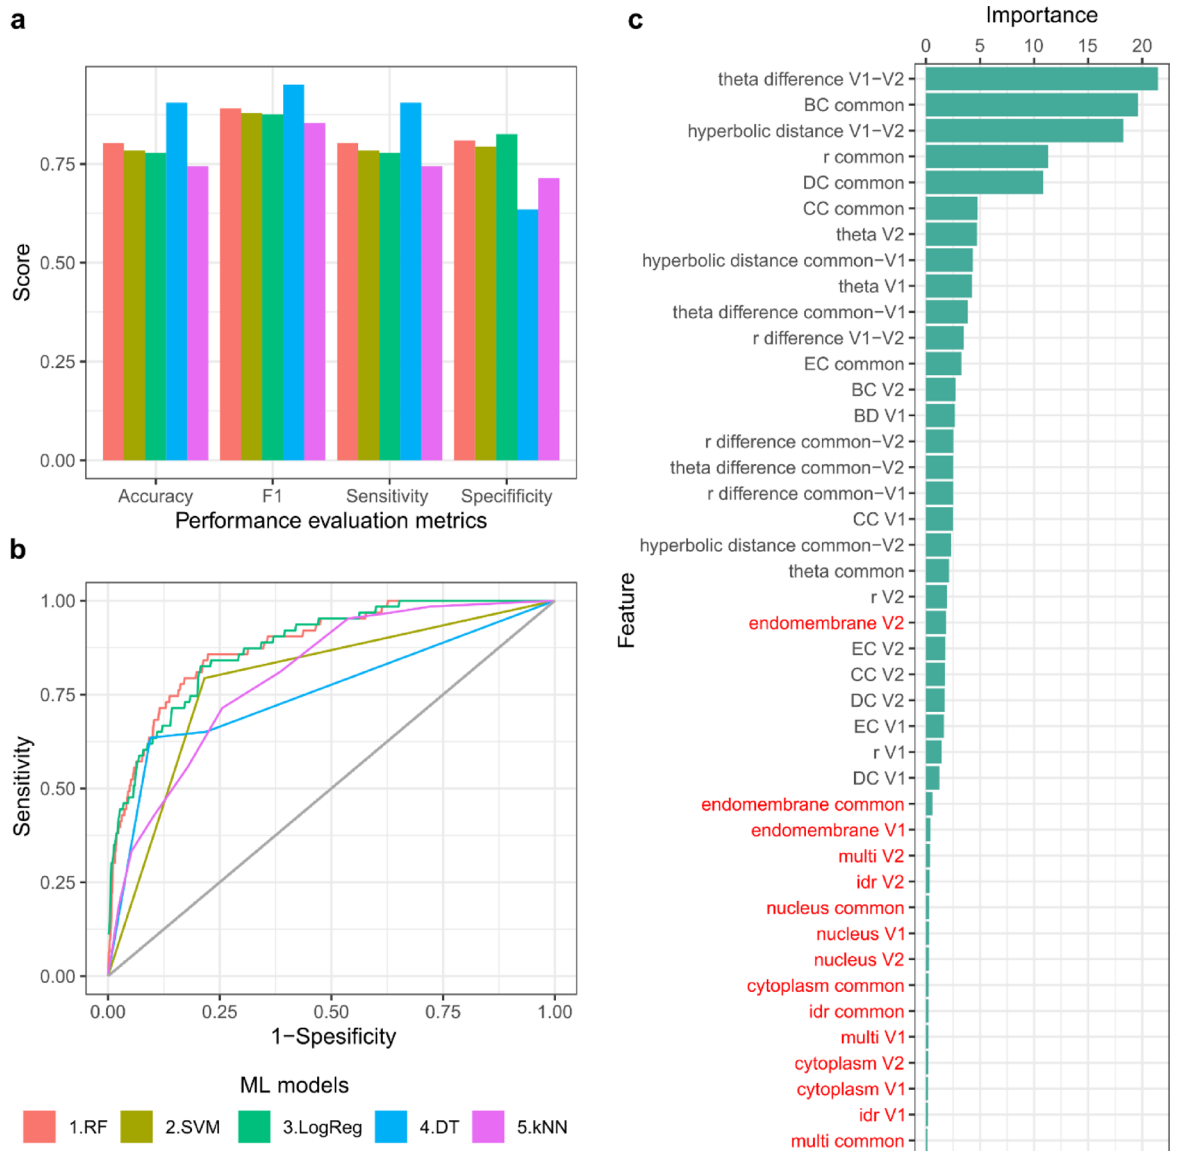 a
0.75
0.50
0.25
0.00
Score
Accuracy
F1
Sensitivity
Specifificity
Performance evaluation metrics
b
1.00
0.75
0.50
0.25
0.00
Sensitivity
0.00
0.25
0.50
0.75
1.00
1−Spesificity
ML models
1.RF
2.SVM
3.LogReg
4.DT
5.kNN
c
Importance
0
5
10
15
20
Feature
theta difference V1−V2
BC common
hyperbolic distance V1−V2
r common
DC common
CC common
theta V2
hyperbolic distance common−V1
theta V1
theta difference common−V1
r difference V1−V2
EC common
BC V2
BD V1
r difference common−V2
theta difference common−V2
r difference common−V1
CC V1
hyperbolic distance common−V2
theta common
r V2
endomembrane V2
EC V2
CC V2
DC V2
EC V1
r V1
DC V1
endomembrane common
endomembrane V1
multi V2
idr V2
nucleus common
nucleus V1
nucleus V2
cytoplasm common
idr common
multi V1
cytoplasm V2
cytoplasm V1
idr V1
multi common